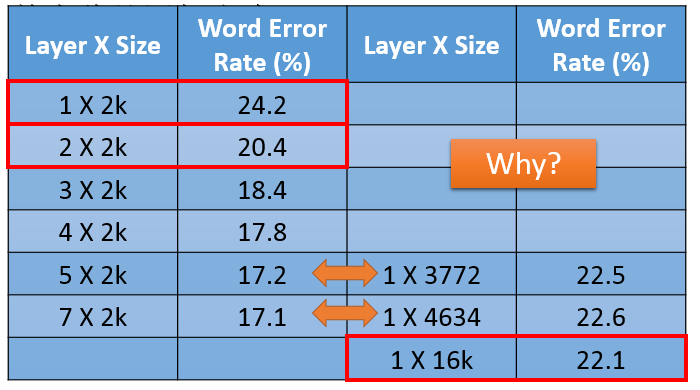 Layer X Size Word Error Rate (%) Layer X Size Word Error Rate (%)
1 X 2k 24.2
2 X 2k 20.4
Why?
3 X 2k 18.4
4 X 2k 17.8
5 X 2k 17.2 1 X 3772 22.5
7 X 2k 17.1 1 X 4634 22.6
1 X 16k 22.1